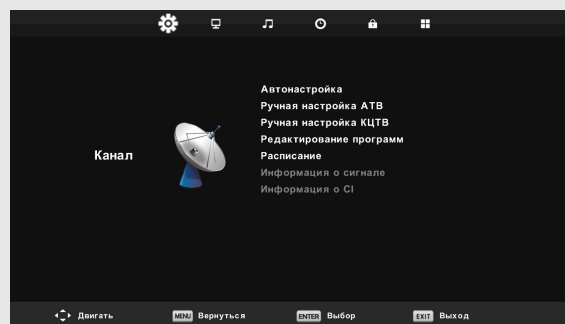 Автонастройка
Ручная настройка АТВ
Ручная настройка КЦТВ
Редактирование программ
Канал
Расписание
Информация о сигнале
Информация о CI
Двигать MENU Вернуться ENTER Выбор EXIT Выход